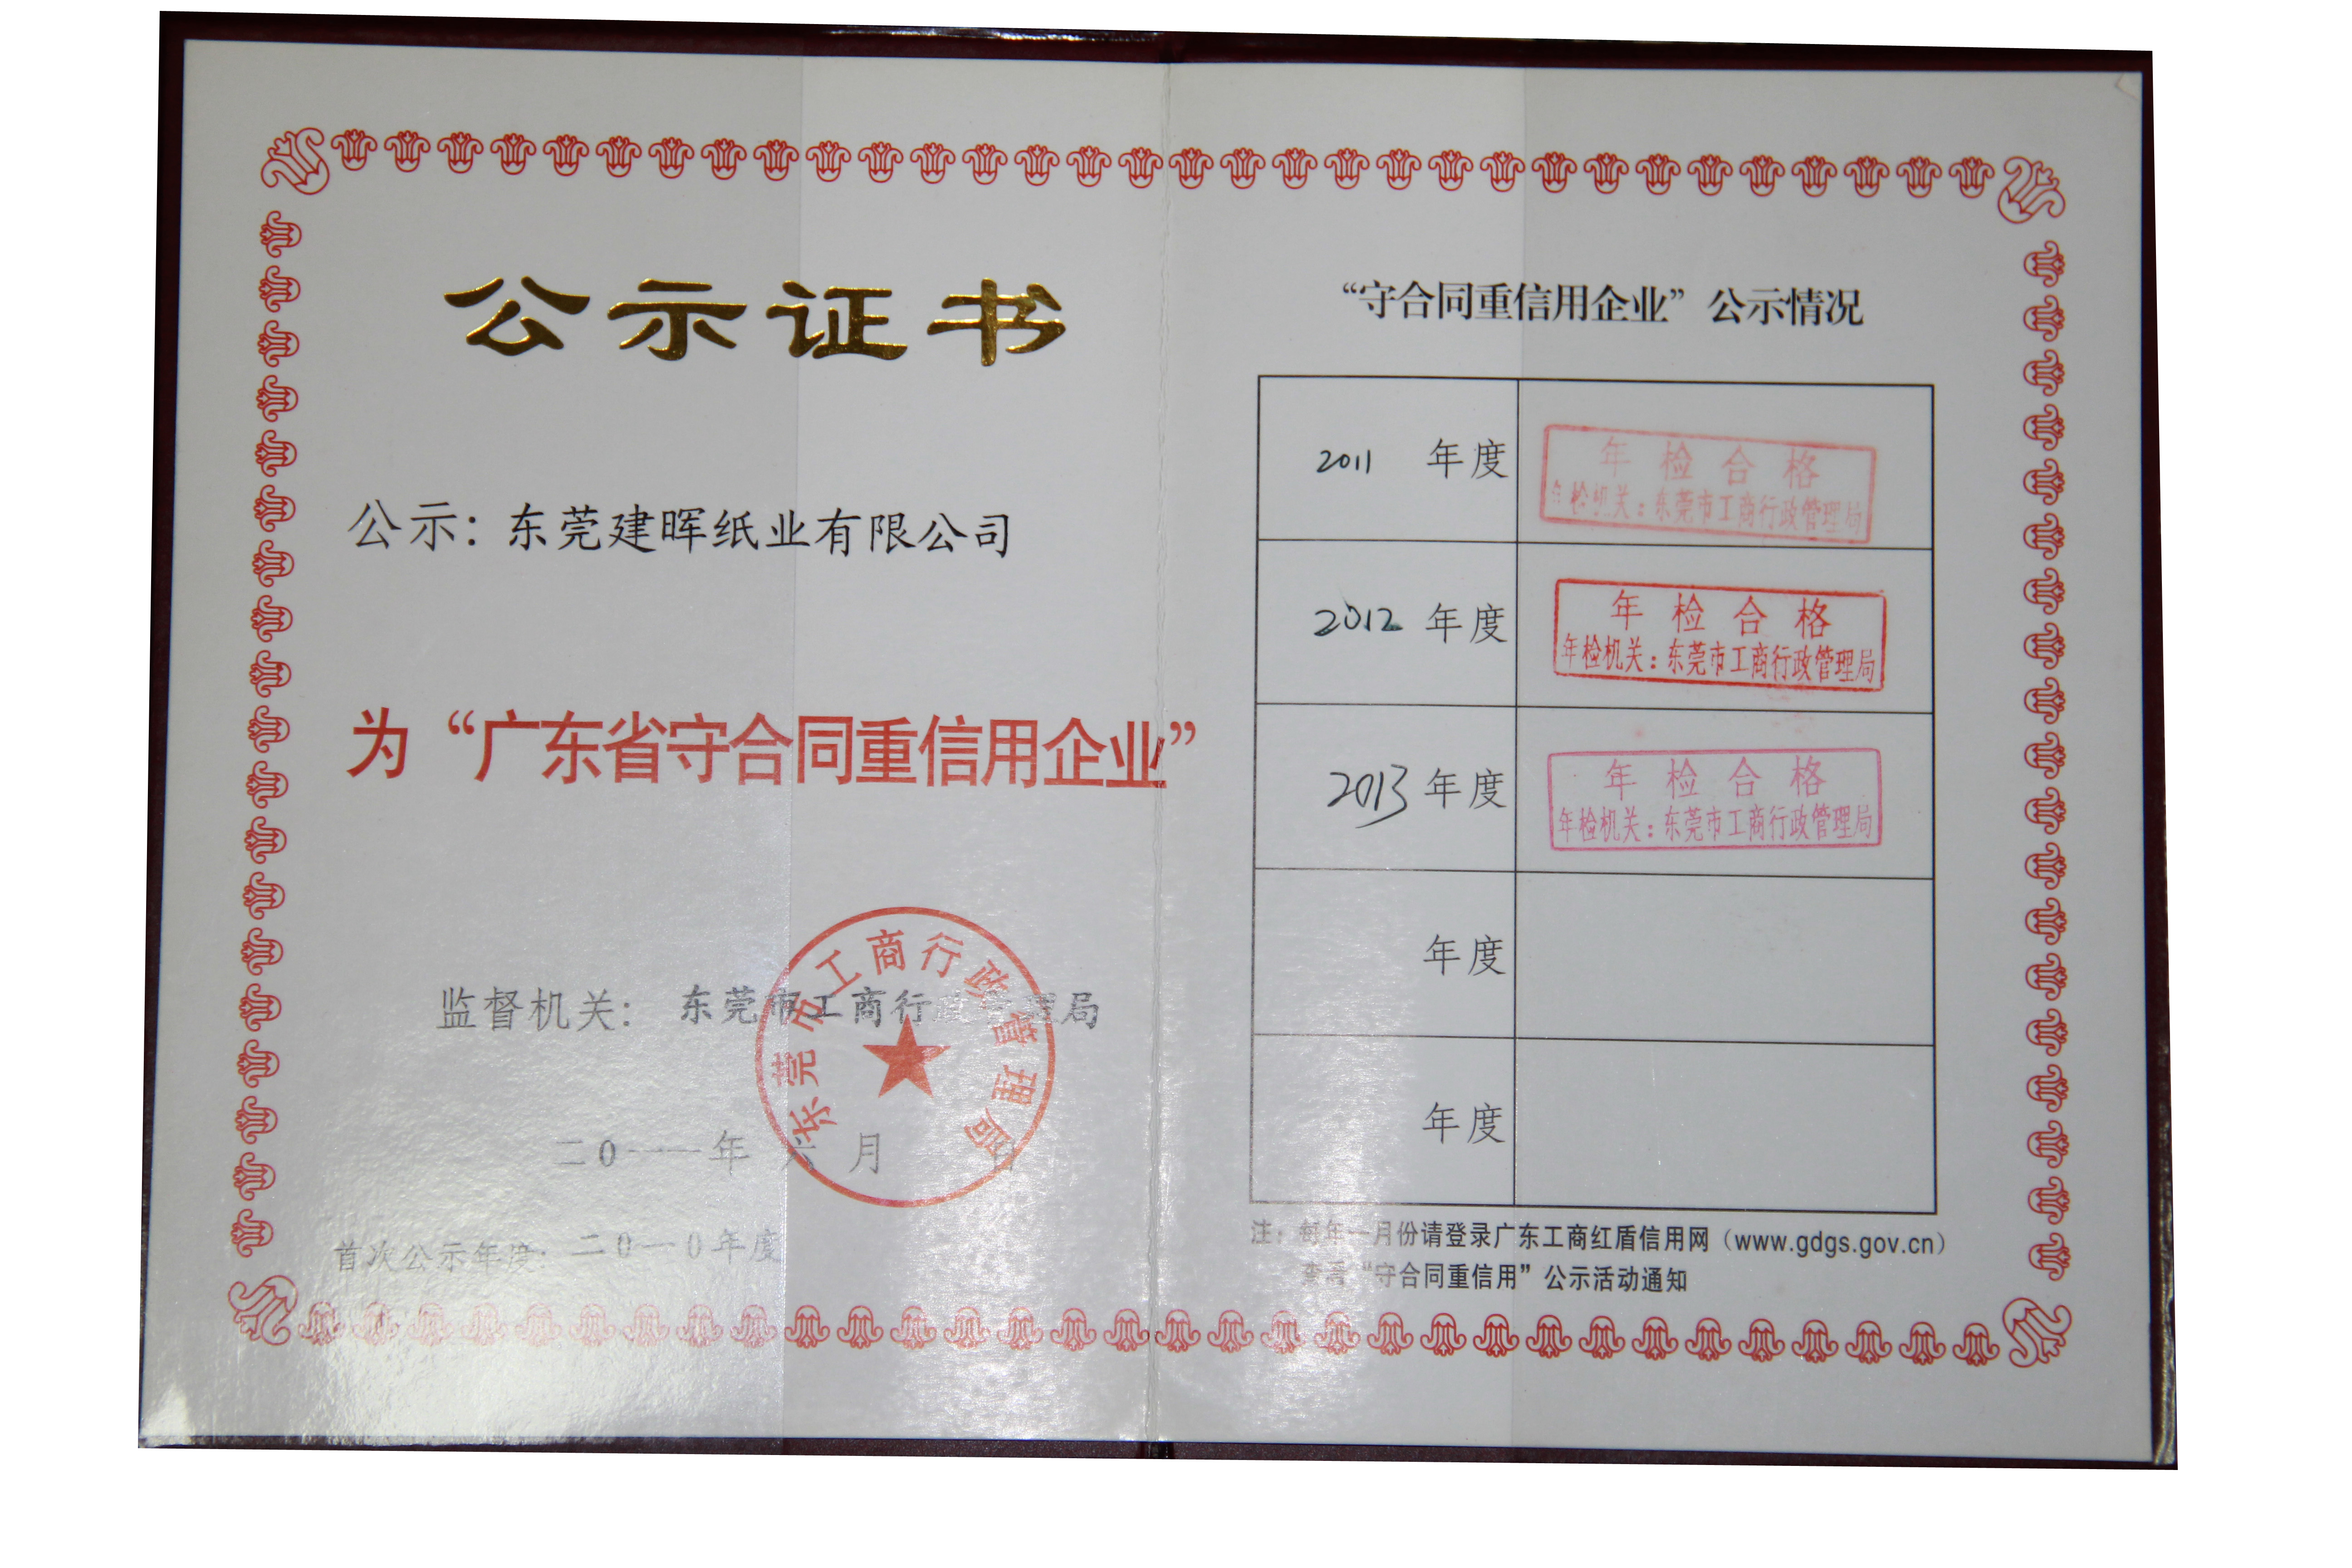 公示证书
公示：东莞建晖纸业有限公司
为“广东省守合同重信用企业”
监督机关：东莞市工商行政管理局
东莞市工商行政管理局
二0一一年 六 月 日
首次公示年度：二0一0年度
“守合同重信用企业”公示情况
2011 年度
年检合格
年检机关：东莞市工商行政管理局
2012 年度
年检合格
年检机关：东莞市工商行政管理局
2013 年度
年检合格
年检机关：东莞市工商行政管理局
年度
年度
注：每年一月份请登录广东工商红盾信用网（www.gdgs.gov.cn）
查看“守合同重信用”公示活动通知